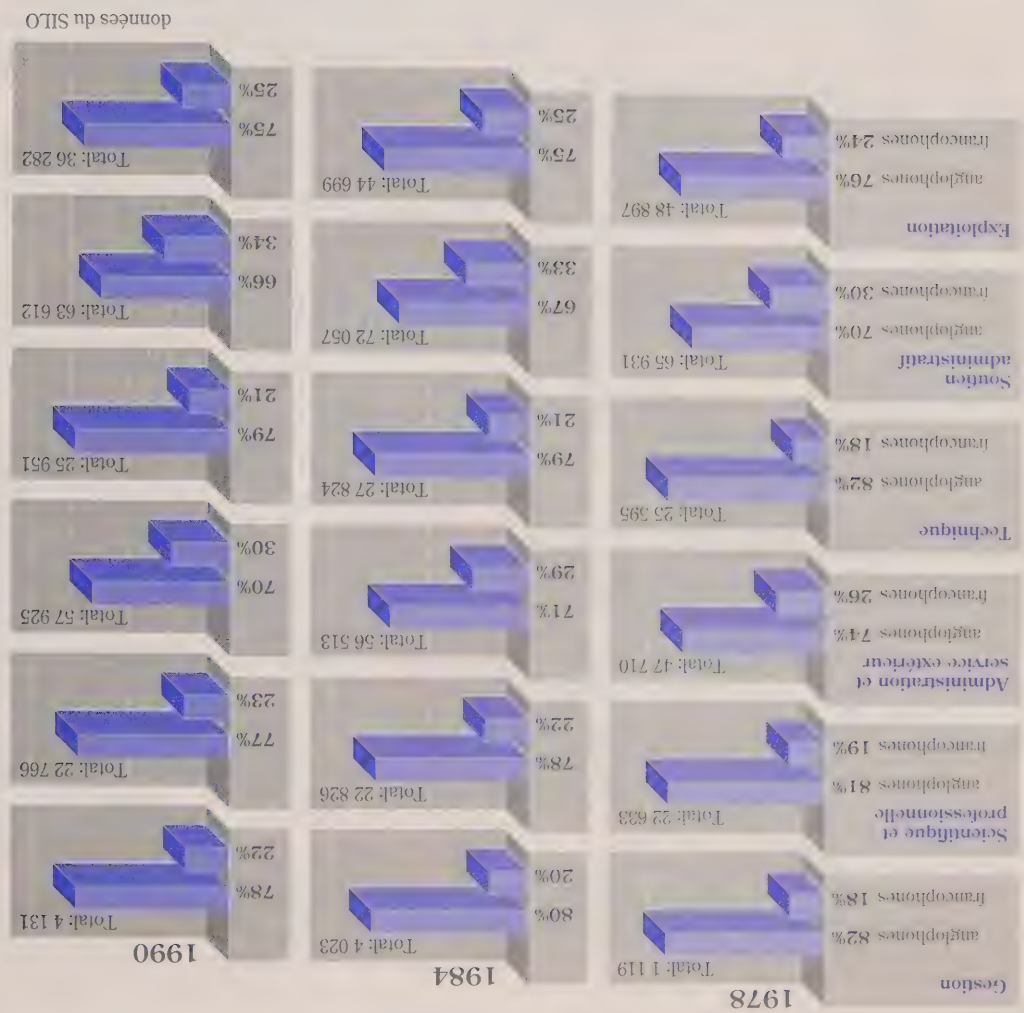 1978
1984
1990
Gestion
anglophones 82%
francophones 18%
Total: 1 119
80%
20%
Total: 4 023
78%
22%
Total: 4 131
Scientifique et
professionnelle
anglophones 81%
francophones 19%
Total: 22 633
78%
22%
Total: 22 826
77%
23%
Total: 22 766
Administration et
service extérieur
anglophones 74%
francophones 26%
Total: 47 710
71%
29%
Total: 56 513
70%
30%
Total: 57 925
Technique
anglophones 82%
francophones 18%
Total: 25 595
79%
21%
Total: 27 824
79%
21%
Total: 25 951
Soutien
administratif
anglophones 70%
francophones 30%
Total: 65 931
67%
33%
Total: 72 057
66%
34%
Total: 63 612
Exploitation
anglophones 76%
francophones 24%
Total: 48 897
75%
25%
Total: 44 699
75%
25%
Total: 36 282
données du SILO